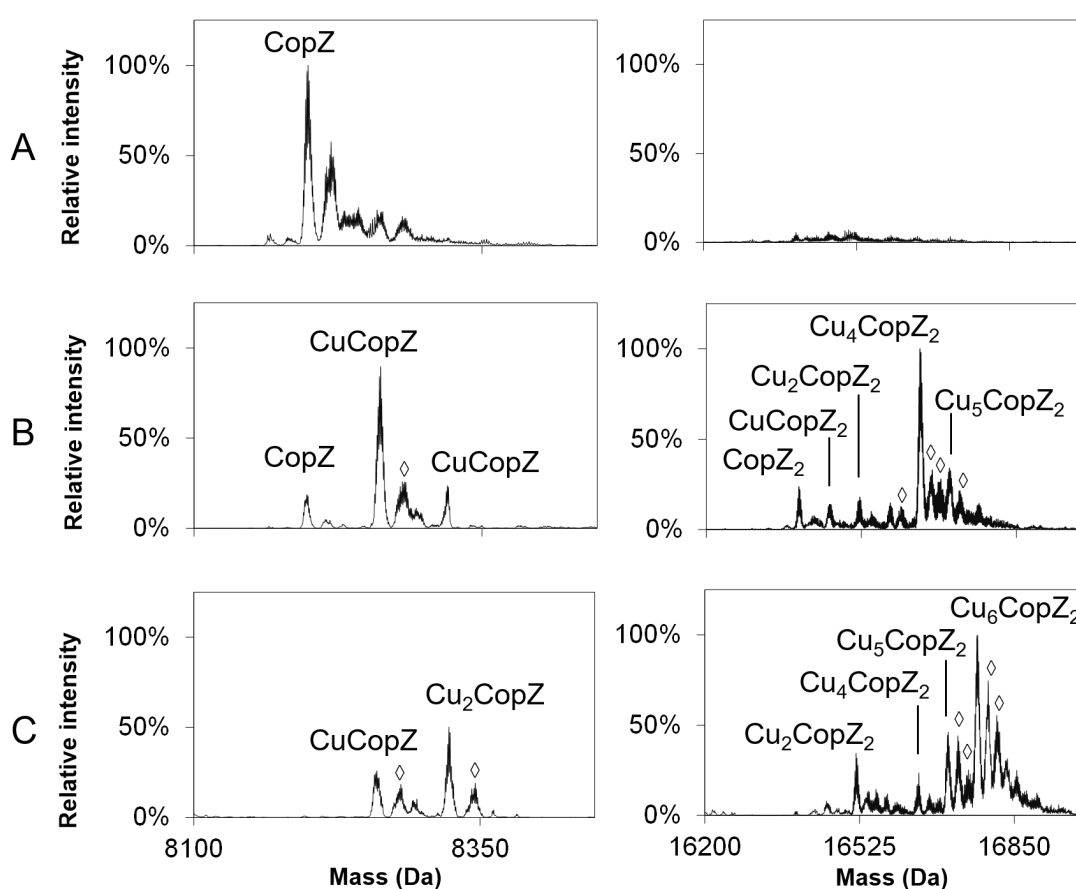 A
Relative intensity
100%
50%
0%
CopZ
100%
50%
0%
B
Relative intensity
100%
50%
0%
CopZ
CuCopZ
CuCopZ
100%
50%
0%
CopZ₂
CuCopZ₂
Cu₂CopZ₂
Cu₄CopZ₂
Cu₅CopZ₂
C
Relative intensity
100%
50%
0%
CuCopZ
Cu₂CopZ
8100
8350
Mass (Da)
100%
50%
0%
Cu₂CopZ₂
Cu₄CopZ₂
Cu₅CopZ₂
Cu₆CopZ₂
16200
16525
16850
Mass (Da)